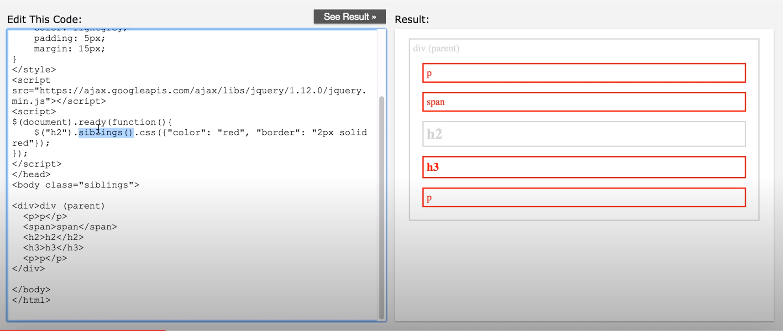 Edit This Code:
See Result »
Result:
padding: 5px;
margin: 15px;
}
</style>
<script
src="https://ajax.googleapis.com/ajax/libs/jquery/1.12.0/jquery.
min.js"></script>
<script>
$(document).ready(function(){
$("h2").siblings().css({"color": "red", "border": "2px solid
red"});
});
</script>
</head>
<body class="siblings">
<div>div (parent)
<p>p</p>
<span>span</span>
<h2>h2</h2>
<h3>h3</h3>
<p>p</p>
</div>
</body>
</html>
div (parent)
p
span
h2
h3
p